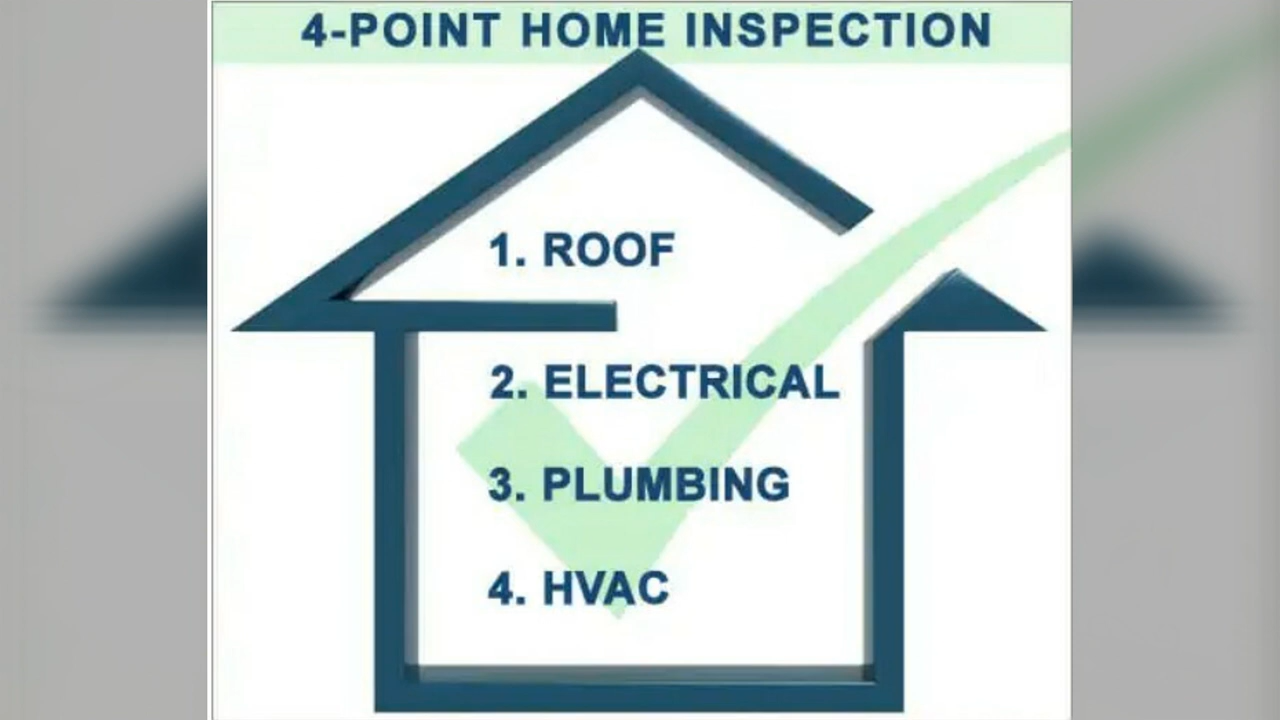 4-POINT HOME INSPECTION
1. ROOF
2. ELECTRICAL
3. PLUMBING
4. HVAC